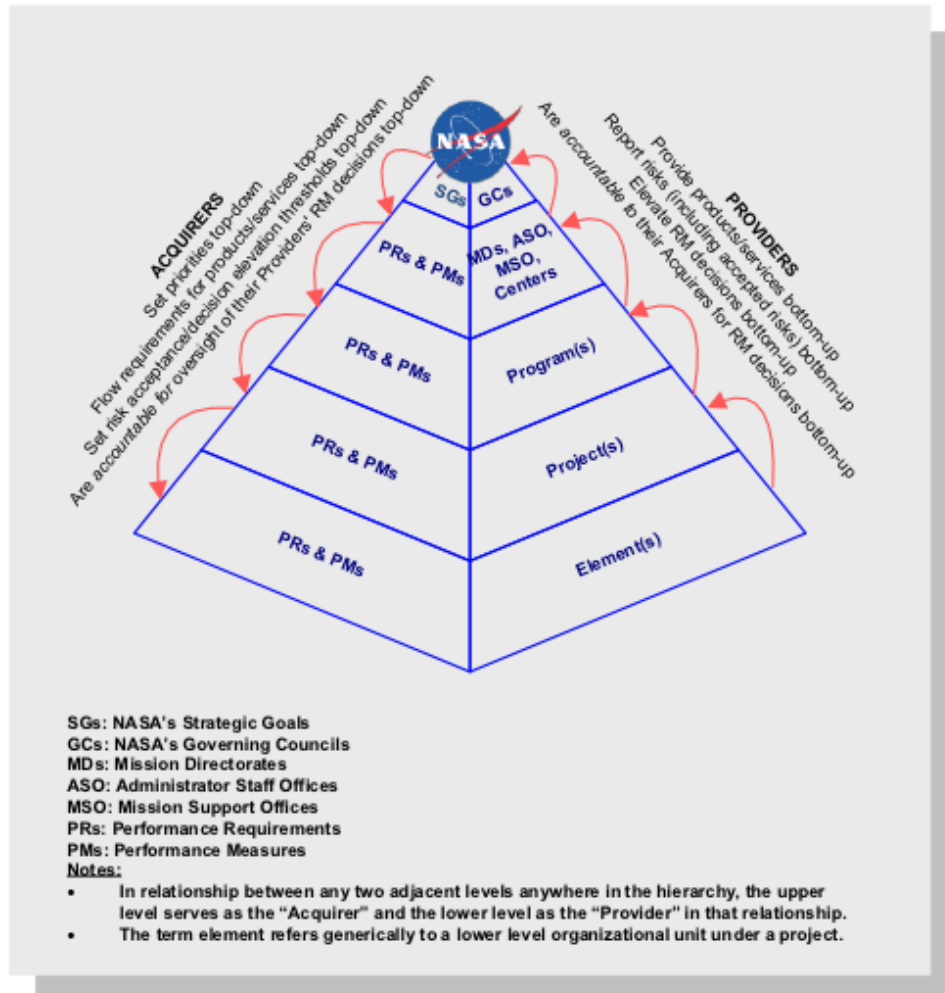 ACQUIRERS
Set priorities top-down
Flow requirements for products/services top-down
Set risk acceptance/decision elevation thresholds top-down
Are accountable for oversight of their Providers' RM decisions top-down
NASA
PROVIDERS
Provide products/services bottom-up
Report risks (including accepted risks) bottom-up
Elevate RM decisions bottom-up
Are accountable to their Acquirers for RM decisions bottom-up
SGs
GCs
PRs & PMs
MDs, ASO,
MSO,
Centers
PRs & PMs
Program(s)
PRs & PMs
Project(s)
PRs & PMs
Element(s)
SGs: NASA's Strategic Goals
GCs: NASA's Governing Councils
MDs: Mission Directorates
ASO: Administrator Staff Offices
MSO: Mission Support Offices
PRs: Performance Requirements
PMs: Performance Measures
Notes:
• In relationship between any two adjacent levels anywhere in the hierarchy, the upper
level serves as the “Acquirer” and the lower level as the “Provider” in that relationship.
• The term element refers generically to a lower level organizational unit under a project.